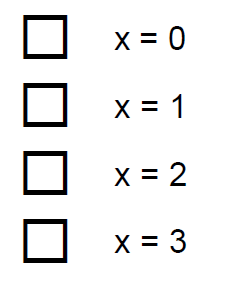 x = 0
x = 1
x = 2
x = 3